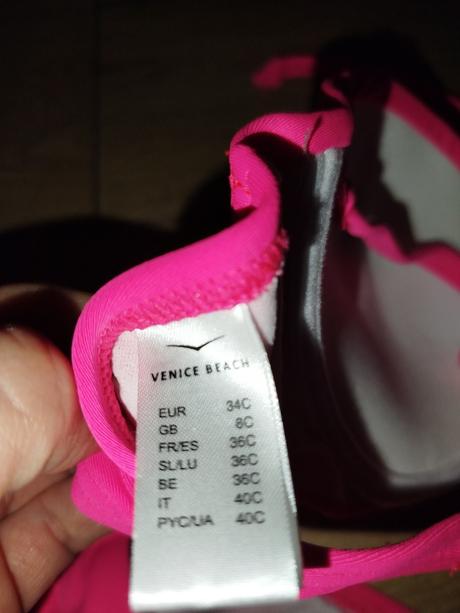 VENICE BEACH
EUR 34C
GB 8C
FR/ES 36C
SL/LU 36C
BE 36C
IT 40C
PYC/UA 40C